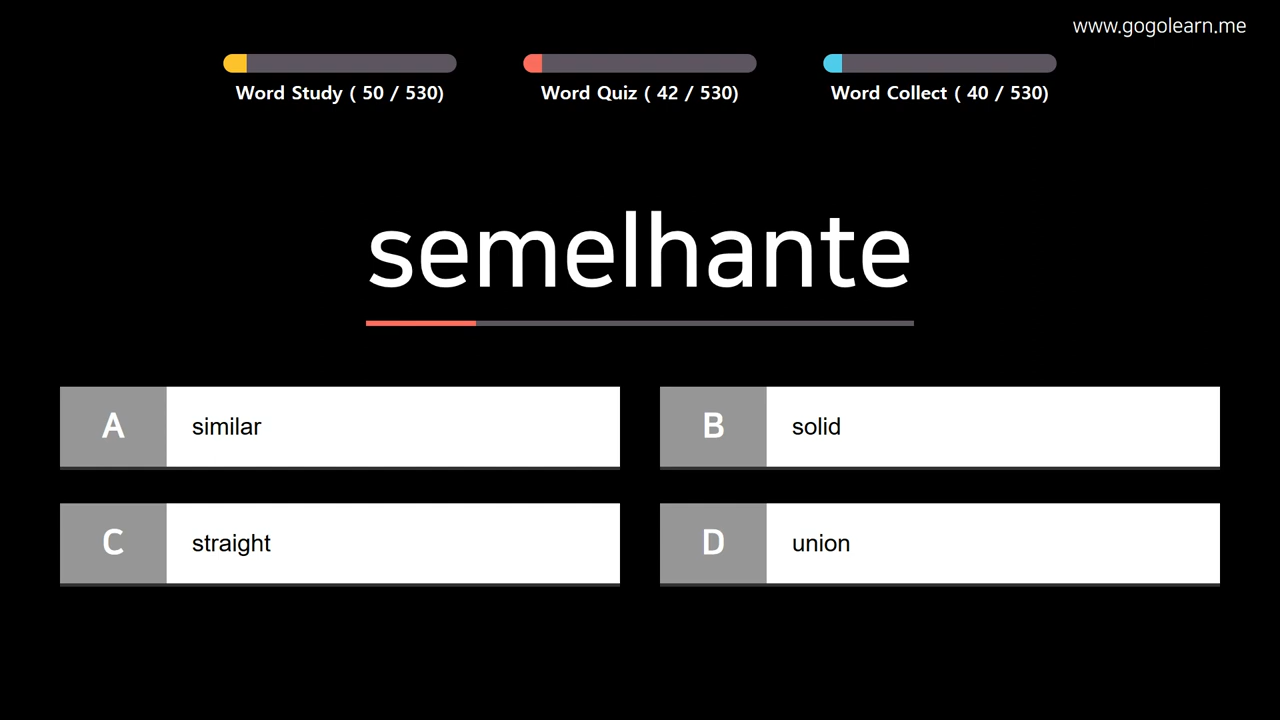 www.gogolearn.me
Word Study ( 50 / 530)
Word Quiz ( 42 / 530)
Word Collect ( 40 / 530)
semelhante
A similar
B solid
C straight
D union